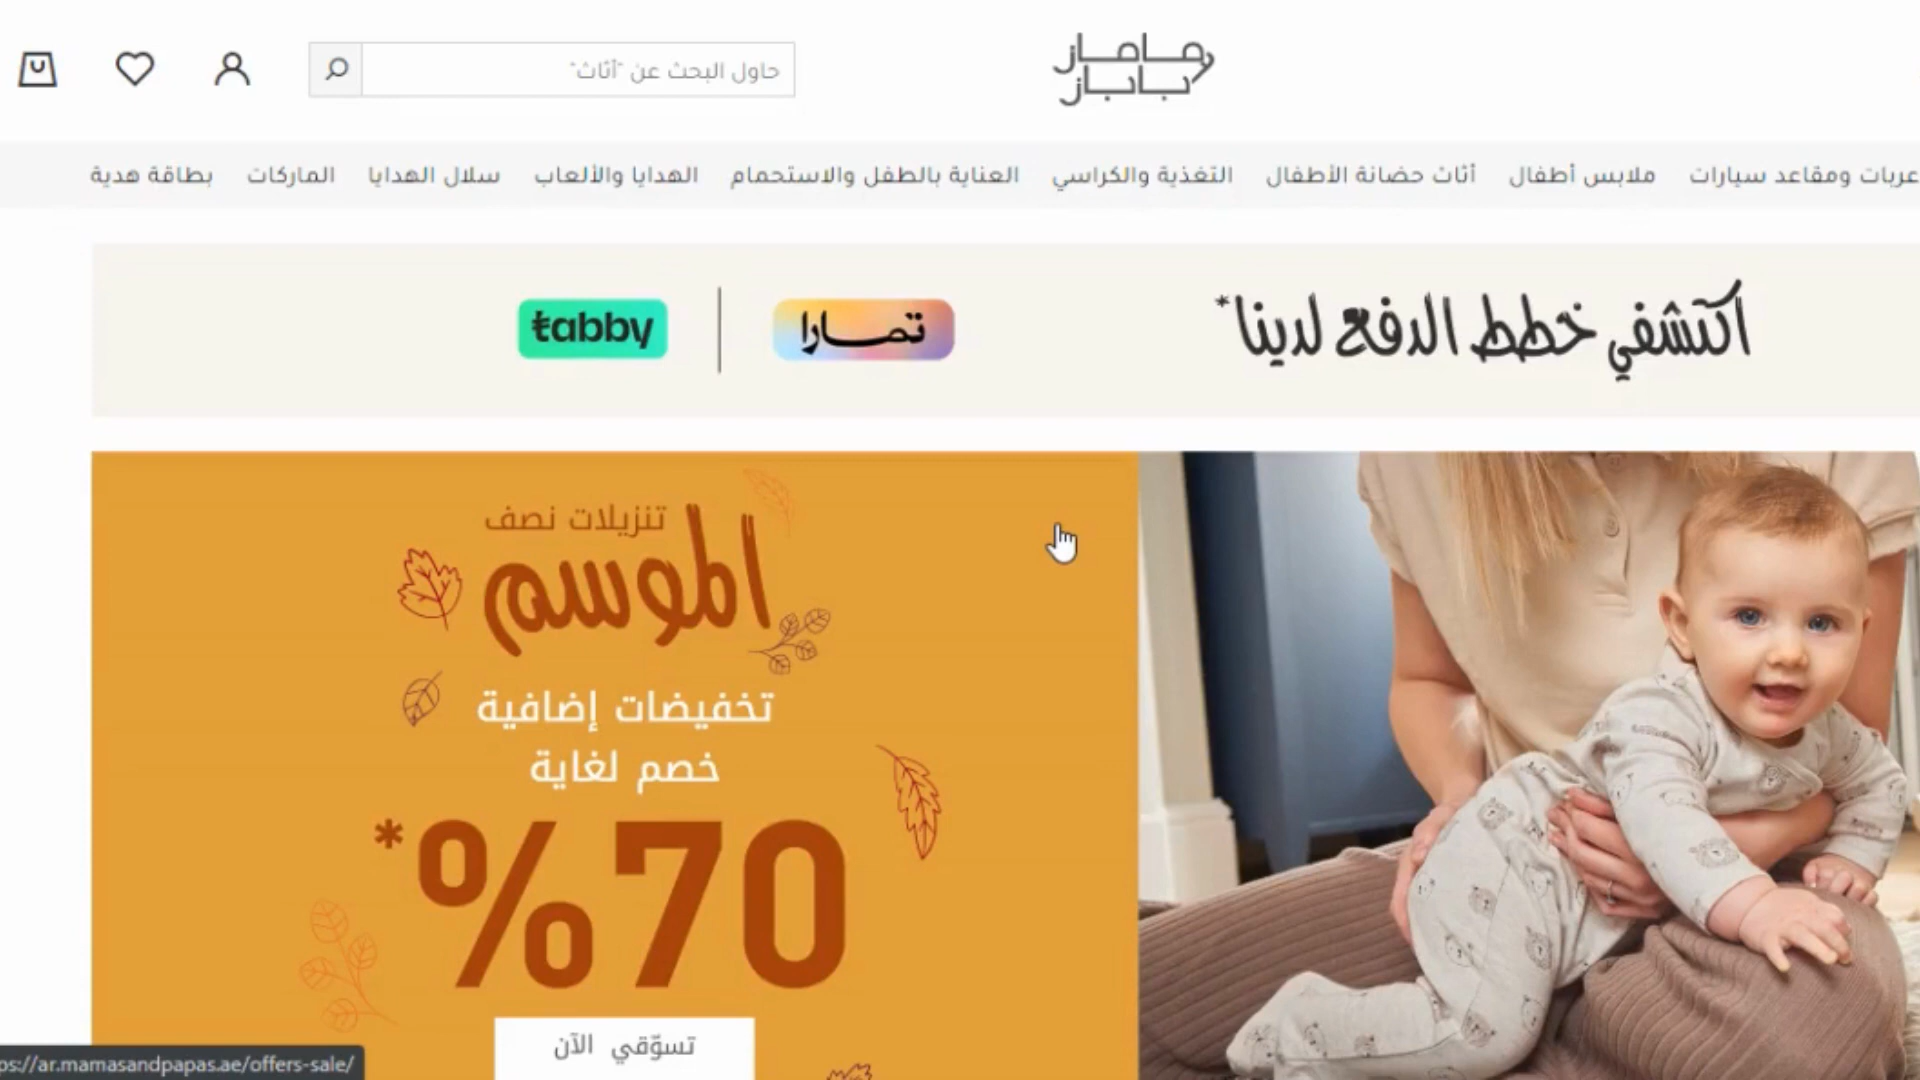 ماماز
باباز
حاول البحث عن "أثاث"
عربات ومقاعد سيارات
ملابس أطفال
أثاث حضانة الأطفال
التغذية والكراسي
العناية بالطفل والاستحمام
الهدايا والألعاب
سلال الهدايا
الماركات
بطاقة هدية
اكتشفي خطط الدفع لدينا*
تمارا
tabby
تنزيلات نصف
الموسم
تخفيضات إضافية
خصم لغاية
70%*
تسوّقي الآن
ps://ar.mamasandpapas.ae/offers-sale/